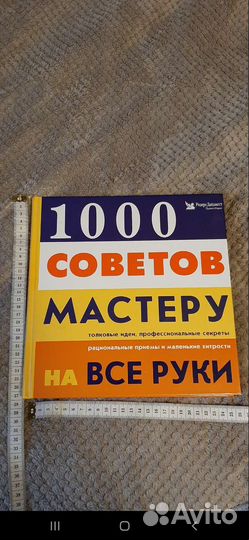 Ридерз Дайджест
1000
СОВЕТОВ
МАСТЕРУ
толковые идеи, профессиональные секреты
рациональные приемы и маленькие хитрости
НА ВСЕ РУКИ
Avito